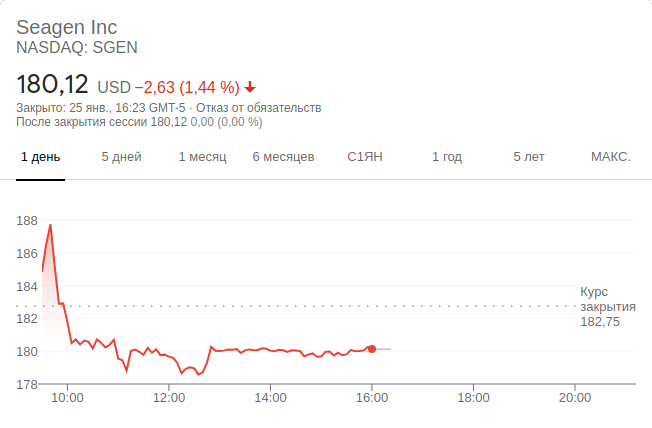 Seagen Inc
NASDAQ: SGEN
180,12 USD −2,63 (1,44 %)
Закрыто: 25 янв., 16:23 GMT-5 · Отказ от обязательств
После закрытия сессии 180,12 0,00 (0,00 %)
1 день 5 дней 1 месяц 6 месяцев С1ЯН 1 год 5 лет МАКС.
188
186
184
182
180
178
Курс
закрытия
182,75
10:00 12:00 14:00 16:00 18:00 20:00